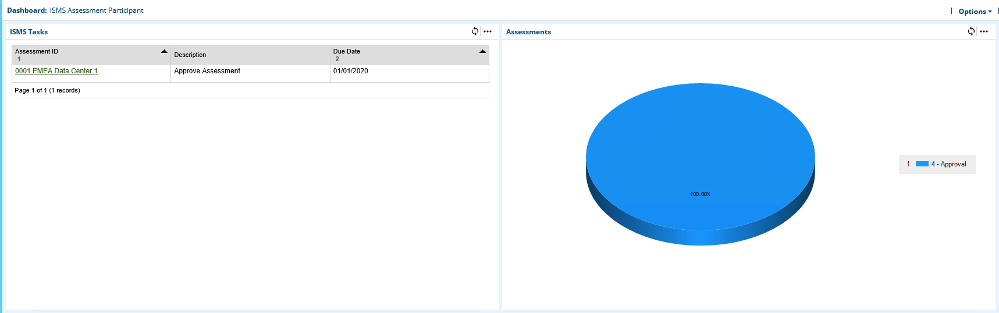 Dashboard: ISMS Assessment Participant
Options
ISMS Tasks
Assessment ID
1
Description
Due Date
2
0001 EMEA Data Center 1
Approve Assessment
01/01/2020
Page 1 of 1 (1 records)
Assessments
100.00%
1 4 - Approval